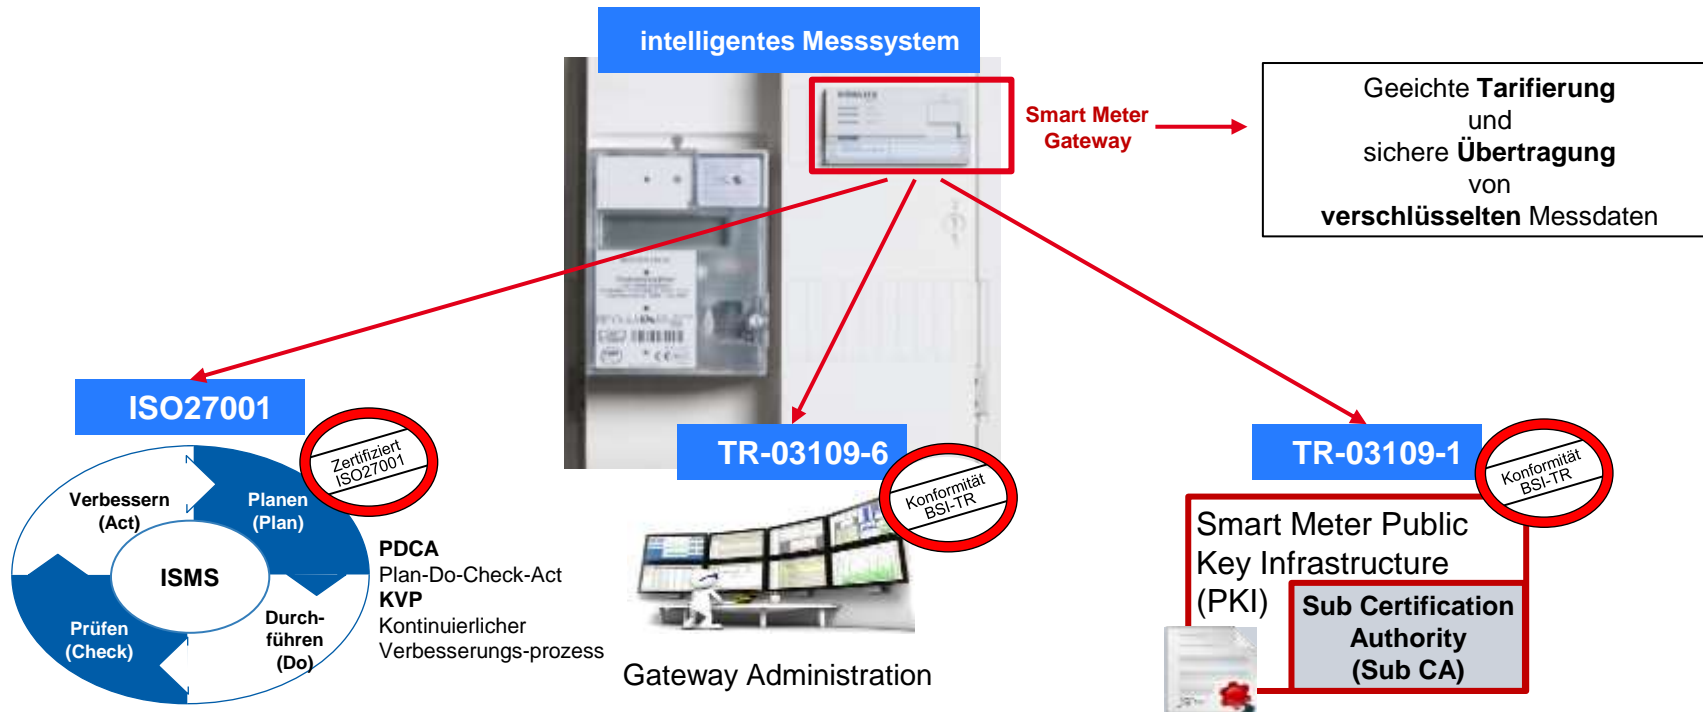 intelligentes Messsystem
Smart Meter
Gateway
Geeichte Tarifierung
und
sichere Übertragung
von
verschlüsselten Messdaten
ISO27001
Zertifiziert
ISO27001
Verbessern
(Act)
Planen
(Plan)
ISMS
Prüfen
(Check)
Durch-
führen
(Do)
PDCA
Plan-Do-Check-Act
KVP
Kontinuierlicher
Verbesserungs-prozess
TR-03109-6
Konformität
BSI-TR
Gateway Administration
TR-03109-1
Konformität
BSI-TR
Smart Meter Public
Key Infrastructure
(PKI)
Sub Certification
Authority
(Sub CA)